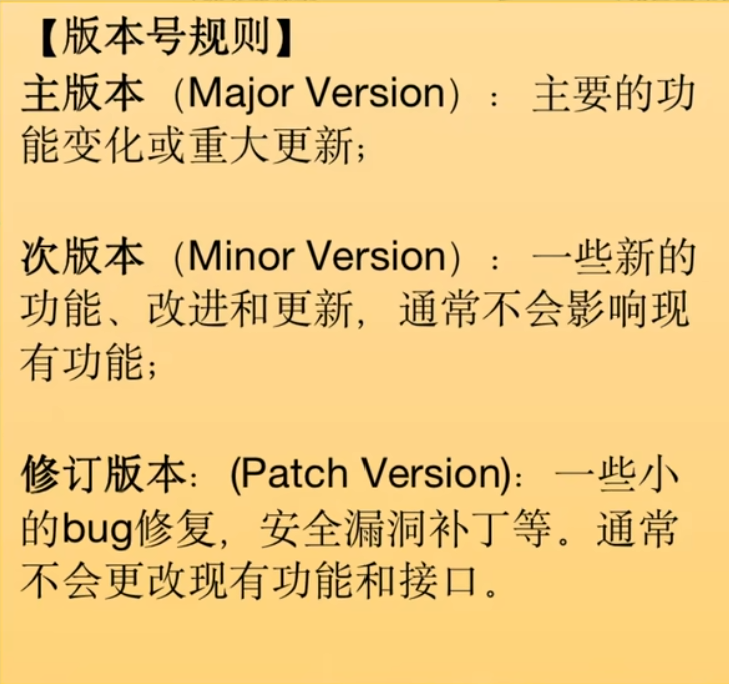 【版本号规则】
主版本（Major Version）： 主要的功
能变化或重大更新；
次版本（Minor Version）： 一些新的
功能、改进和更新，通常不会影响现
有功能；
修订版本：(Patch Version)： 一些小
的bug修复，安全漏洞补丁等。通常
不会更改现有功能和接口。